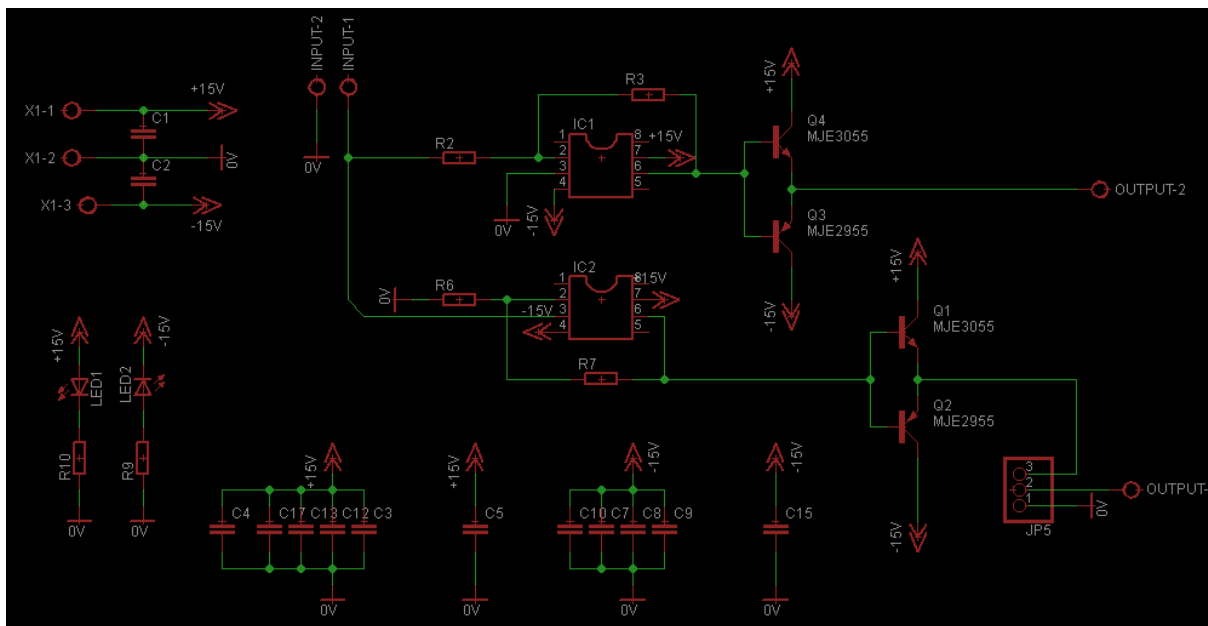 INPUT-2
INPUT-1
X1-1
+15V
C1
X1-2
0V
C2
X1-3
-15V
0V
R3
IC1
1
2
3
4
8
7
6
5
+15V
R2
0V
-15V
+15V
Q4
MJE3055
Q3
MJE2955
-15V
OUTPUT-2
IC2
1
2
3
4
8
7
6
5
+15V
R6
0V
-15V
R7
+15V
Q1
MJE3055
Q2
MJE2955
-15V
+15V
LED1
R10
0V
-15V
LED2
R9
0V
+15V
C4
C17
C13
C12
C3
0V
+15V
C5
0V
-15V
C10
C7
C8
C9
0V
-15V
C15
0V
3
2
1
JP5
0V
OUTPUT-